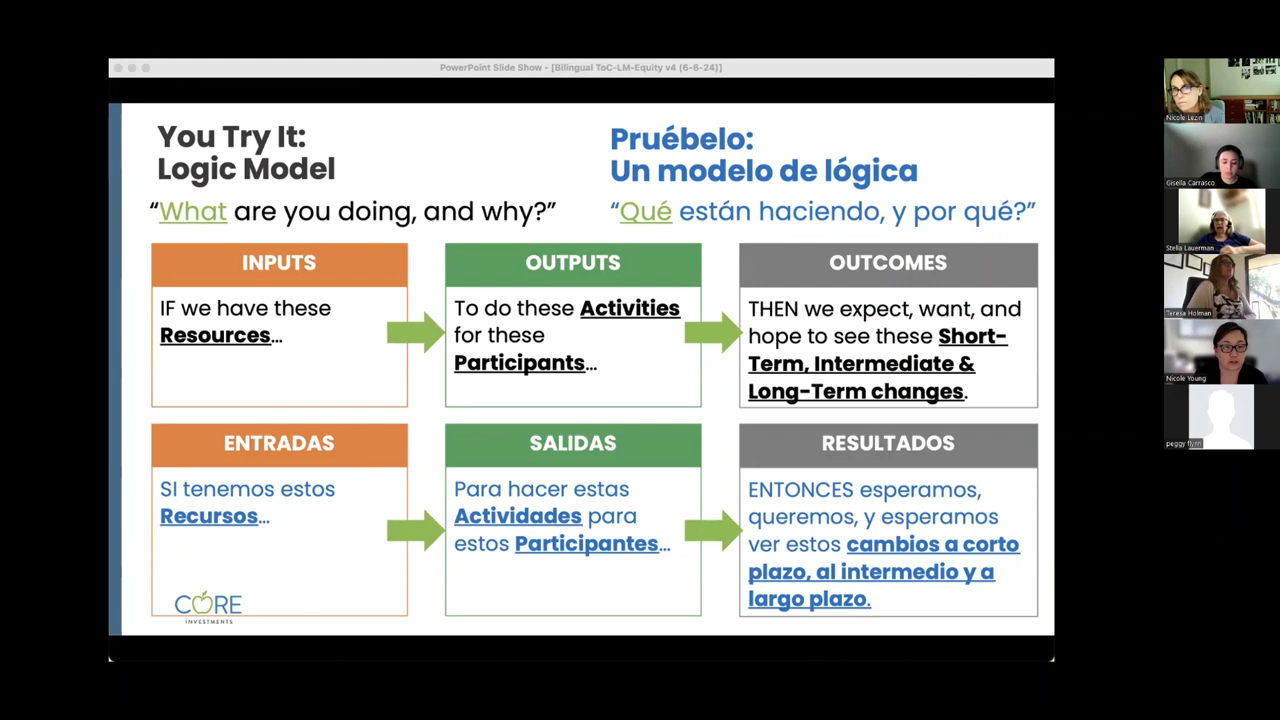 PowerPoint Slide Show - [Bilingual ToC-LM-Equity v4 (6-6-24)]
You Try It:
Logic Model
“What are you doing, and why?”
Pruébelo:
Un modelo de lógica
“Qué están haciendo, y por qué?”
INPUTS
IF we have these
Resources…
OUTPUTS
To do these Activities
for these
Participants…
OUTCOMES
THEN we expect, want, and
hope to see these Short-
Term, Intermediate &
Long-Term changes.
ENTRADAS
SI tenemos estos
Recursos…
SALIDAS
Para hacer estas
Actividades para
estos Participantes…
RESULTADOS
ENTONCES esperamos,
queremos, y esperamos
ver estos cambios a corto
plazo, al intermedio y a
largo plazo.
CORE
INVESTMENTS
Nicole Lezin
Gisella Carrasco
Stella Lauerman
Teresa Holman
Nicole Young
peggy flynn